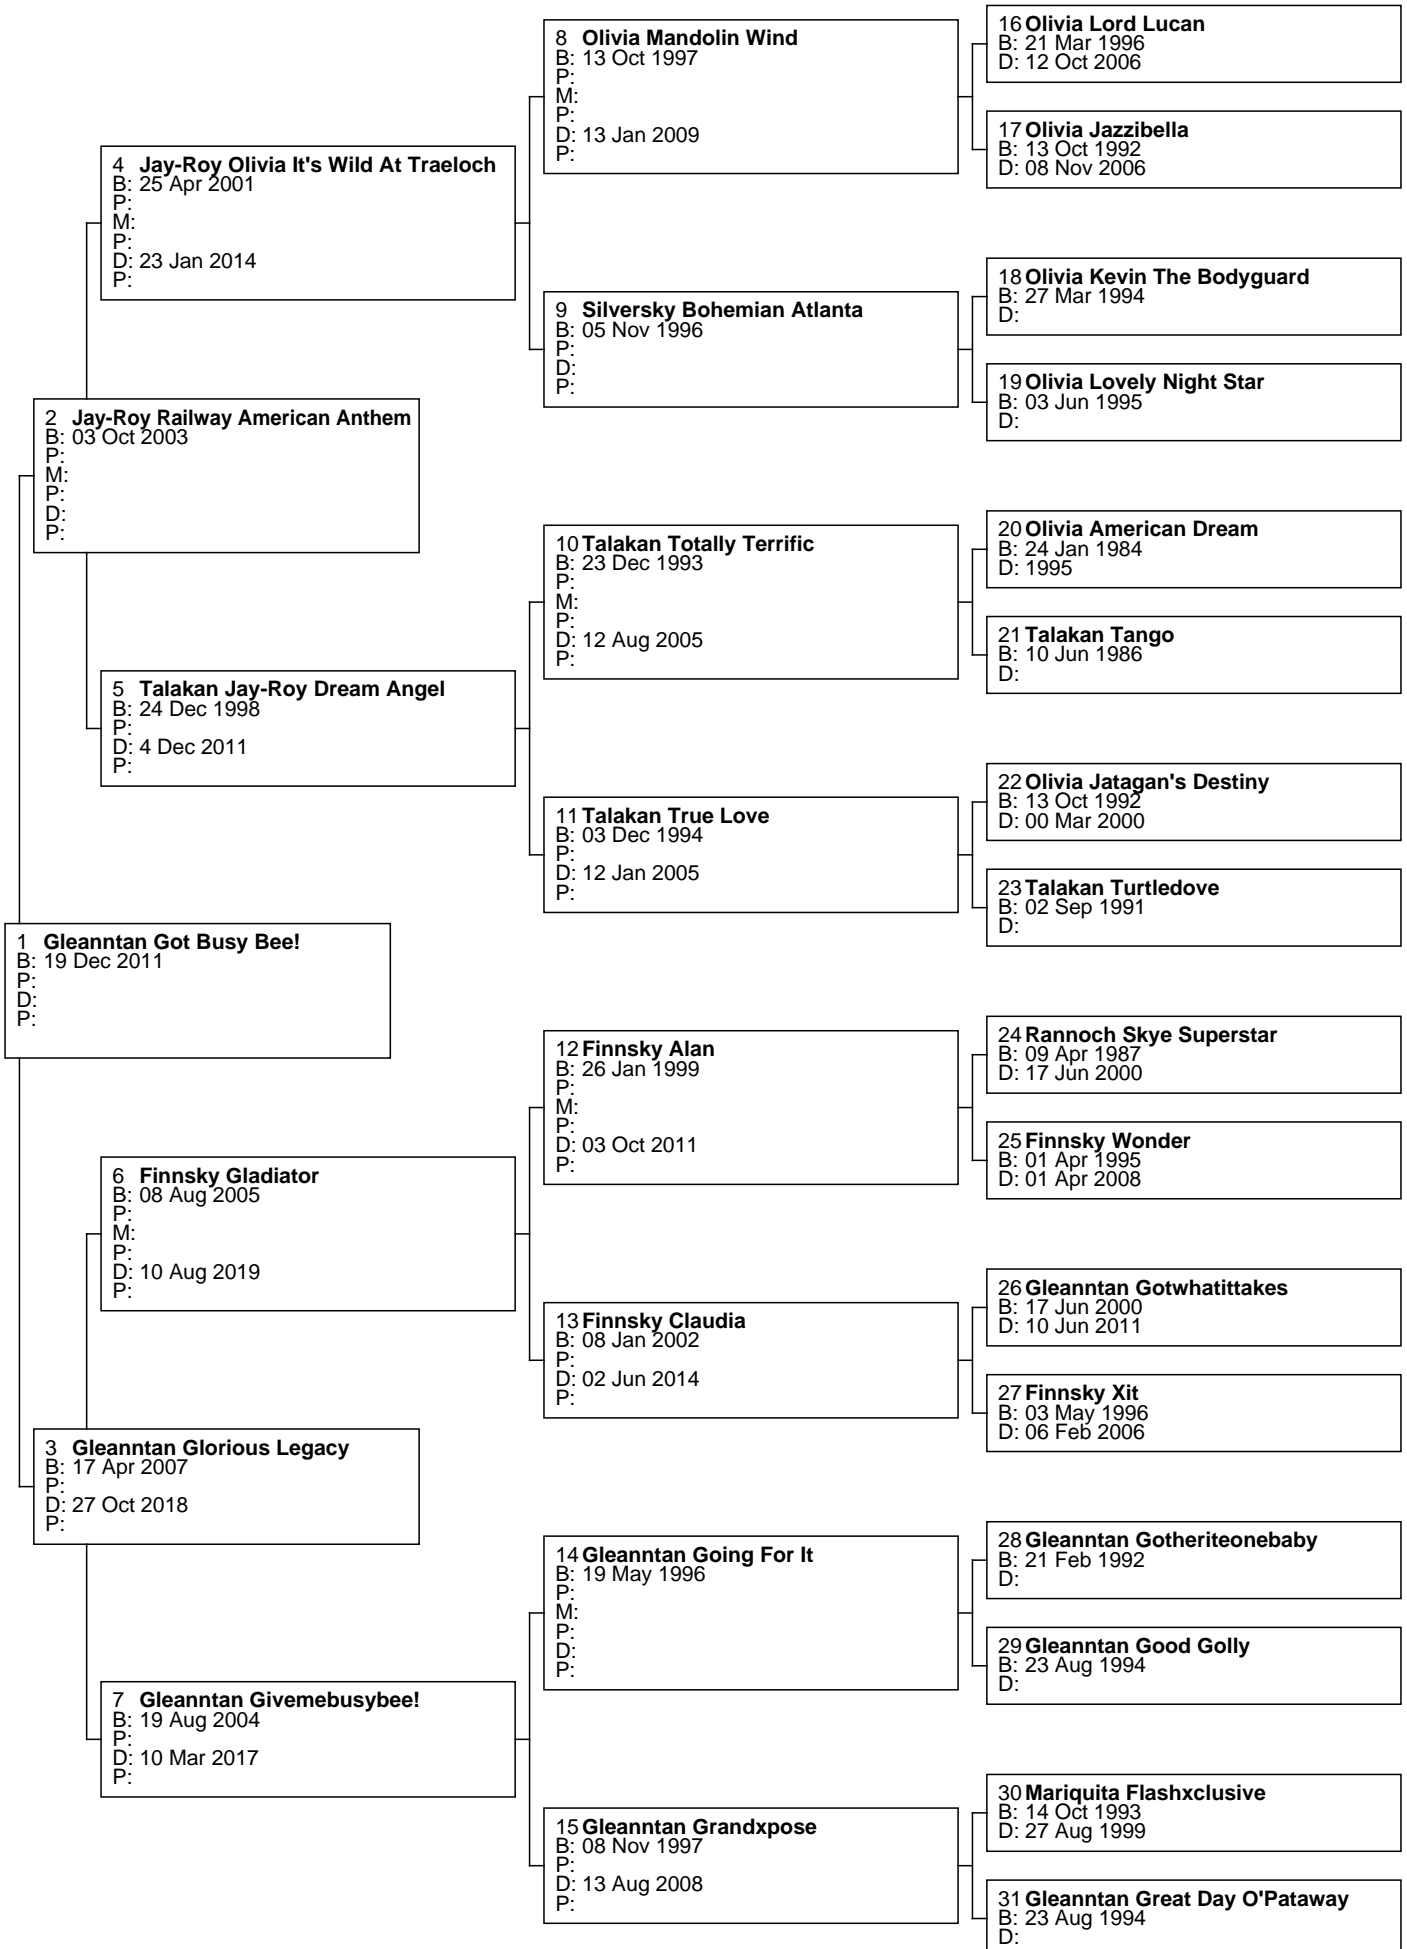 16 Olivia Lord Lucan
B: 21 Mar 1996
D: 12 Oct 2006
8 Olivia Mandolin Wind
B: 13 Oct 1997
P:
M:
P:
D: 13 Jan 2009
P:
17 Olivia Jazzibella
B: 13 Oct 1992
D: 08 Nov 2006
4 Jay-Roy Olivia It's Wild At Traeloch
B: 25 Apr 2001
P:
M:
P:
D: 23 Jan 2014
P:
18 Olivia Kevin The Bodyguard
B: 27 Mar 1994
D:
9 Silversky Bohemian Atlanta
B: 05 Nov 1996
P:
D:
P:
19 Olivia Lovely Night Star
B: 03 Jun 1995
D:
2 Jay-Roy Railway American Anthem
B: 03 Oct 2003
P:
M:
P:
D:
P:
20 Olivia American Dream
B: 24 Jan 1984
D: 1995
10 Talakan Totally Terrific
B: 23 Dec 1993
P:
M:
P:
D: 12 Aug 2005
P:
21 Talakan Tango
B: 10 Jun 1986
D:
5 Talakan Jay-Roy Dream Angel
B: 24 Dec 1998
P:
D: 4 Dec 2011
P:
22 Olivia Jatagan's Destiny
B: 13 Oct 1992
D: 00 Mar 2000
11 Talakan True Love
B: 03 Dec 1994
P:
D: 12 Jan 2005
P:
23 Talakan Turtledove
B: 02 Sep 1991
D:
1 Gleanntan Got Busy Bee!
B: 19 Dec 2011
P:
D:
P:
24 Rannoch Skye Superstar
B: 09 Apr 1987
D: 17 Jun 2000
12 Finnsky Alan
B: 26 Jan 1999
P:
M:
P:
D: 03 Oct 2011
P:
25 Finnsky Wonder
B: 01 Apr 1995
D: 01 Apr 2008
6 Finnsky Gladiator
B: 08 Aug 2005
P:
M:
P:
D: 10 Aug 2019
P:
26 Gleanntan Gotwhatittakes
B: 17 Jun 2000
D: 10 Jun 2011
13 Finnsky Claudia
B: 08 Jan 2002
P:
D: 02 Jun 2014
P:
27 Finnsky Xit
B: 03 May 1996
D: 06 Feb 2006
3 Gleanntan Glorious Legacy
B: 17 Apr 2007
P:
D: 27 Oct 2018
P:
28 Gleanntan Gotheriteonebaby
B: 21 Feb 1992
D:
14 Gleanntan Going For It
B: 19 May 1996
P:
M:
P:
D:
P:
29 Gleanntan Good Golly
B: 23 Aug 1994
D:
7 Gleanntan Givemebusybee!
B: 19 Aug 2004
P:
D: 10 Mar 2017
P:
30 Mariquita Flashxclusive
B: 14 Oct 1993
D: 27 Aug 1999
15 Gleanntan Grandxpose
B: 08 Nov 1997
P:
D: 13 Aug 2008
P:
31 Gleanntan Great Day O'Pataway
B: 23 Aug 1994
D: